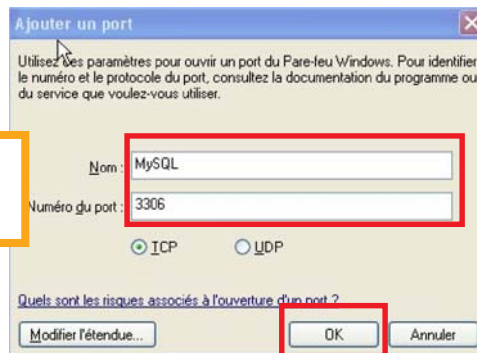 Ajouter un port
Utilisez ces paramètres pour ouvrir un port du Pare-feu Windows. Pour identifier
le numéro et le protocole du port, consultez la documentation du programme ou
du service que voulez-vous utiliser.
Nom : MySQL
Numéro du port : 3306
TCP UDP
Quels sont les risques associés à l'ouverture d'un port ?
Modifier l'étendue... OK Annuler